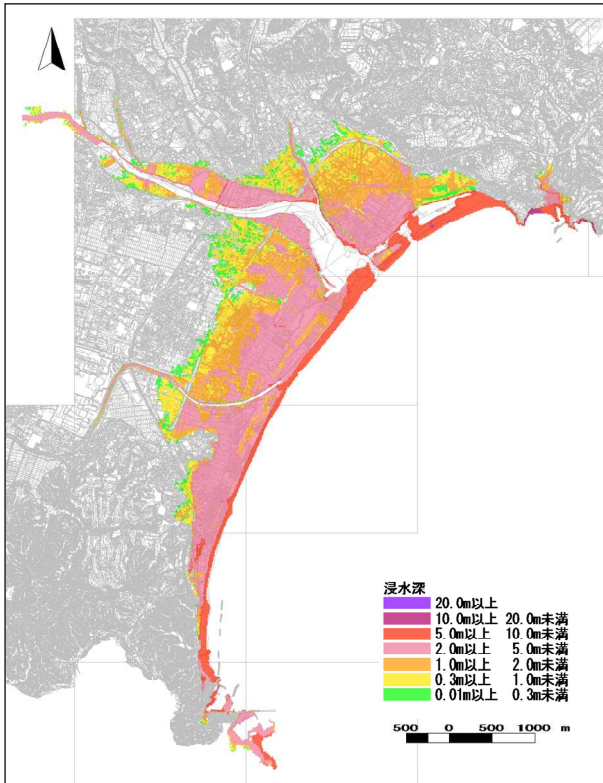 浸水深
20.0m以上
10.0m以上 20.0m未満
5.0m以上 10.0m未満
2.0m以上 5.0m未満
1.0m以上 2.0m未満
0.3m以上 1.0m未満
0.01m以上 0.3m未満
500 0 500 1000 m